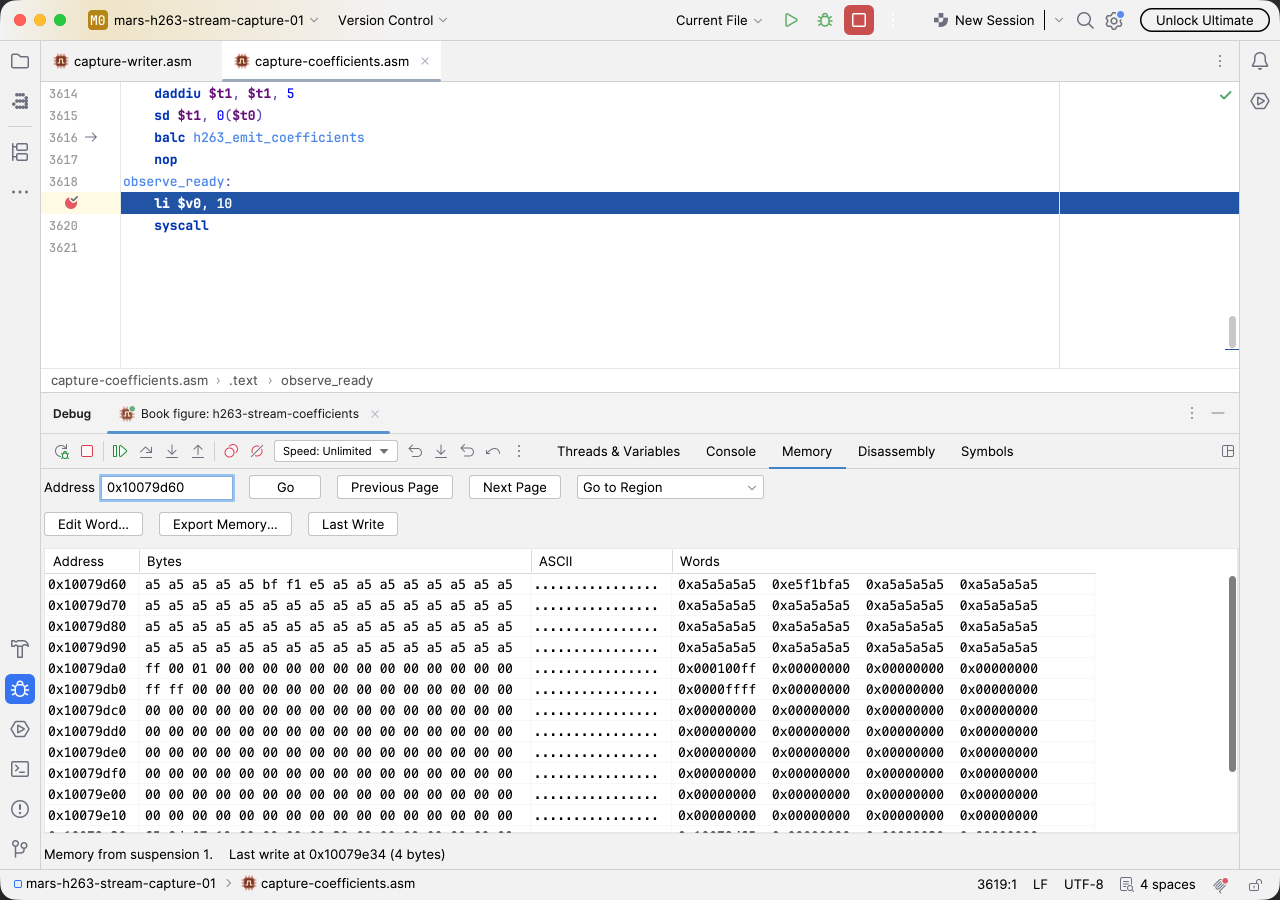 M0 mars-h263-stream-capture-01 Version Control Current File New Session Unlock Ultimate
capture-writer.asm capture-coefficients.asm
3614 daddiu $t1, $t1, 5
3615 sd $t1, 0($t0)
3616 balc h263_emit_coefficients
3617 nop
3618 observe_ready:
li $v0, 10
3620 syscall
3621
capture-coefficients.asm › .text › observe_ready
Debug Book figure: h263-stream-coefficients
Speed: Unlimited Threads & Variables Console Memory Disassembly Symbols
Address 0x10079d60 Go Previous Page Next Page Go to Region
Edit Word... Export Memory... Last Write
Address Bytes ASCII Words
0x10079d60 a5 a5 a5 a5 a5 bf f1 e5 a5 a5 a5 a5 a5 a5 a5 a5 ................ 0xa5a5a5a5 0xe5f1bfa5 0xa5a5a5a5 0xa5a5a5a5
0x10079d70 a5 a5 a5 a5 a5 a5 a5 a5 a5 a5 a5 a5 a5 a5 a5 a5 ................ 0xa5a5a5a5 0xa5a5a5a5 0xa5a5a5a5 0xa5a5a5a5
0x10079d80 a5 a5 a5 a5 a5 a5 a5 a5 a5 a5 a5 a5 a5 a5 a5 a5 ................ 0xa5a5a5a5 0xa5a5a5a5 0xa5a5a5a5 0xa5a5a5a5
0x10079d90 a5 a5 a5 a5 a5 a5 a5 a5 a5 a5 a5 a5 a5 a5 a5 a5 ................ 0xa5a5a5a5 0xa5a5a5a5 0xa5a5a5a5 0xa5a5a5a5
0x10079da0 ff 00 01 00 00 00 00 00 00 00 00 00 00 00 00 00 ................ 0x000100ff 0x00000000 0x00000000 0x00000000
0x10079db0 ff ff 00 00 00 00 00 00 00 00 00 00 00 00 00 00 ................ 0x0000ffff 0x00000000 0x00000000 0x00000000
0x10079dc0 00 00 00 00 00 00 00 00 00 00 00 00 00 00 00 00 ................ 0x00000000 0x00000000 0x00000000 0x00000000
0x10079dd0 00 00 00 00 00 00 00 00 00 00 00 00 00 00 00 00 ................ 0x00000000 0x00000000 0x00000000 0x00000000
0x10079de0 00 00 00 00 00 00 00 00 00 00 00 00 00 00 00 00 ................ 0x00000000 0x00000000 0x00000000 0x00000000
0x10079df0 00 00 00 00 00 00 00 00 00 00 00 00 00 00 00 00 ................ 0x00000000 0x00000000 0x00000000 0x00000000
0x10079e00 00 00 00 00 00 00 00 00 00 00 00 00 00 00 00 00 ................ 0x00000000 0x00000000 0x00000000 0x00000000
0x10079e10 00 00 00 00 00 00 00 00 00 00 00 00 00 00 00 00 ................ 0x00000000 0x00000000 0x00000000 0x00000000
Memory from suspension 1. Last write at 0x10079e34 (4 bytes)
mars-h263-stream-capture-01 › capture-coefficients.asm 3619:1 LF UTF-8 4 spaces